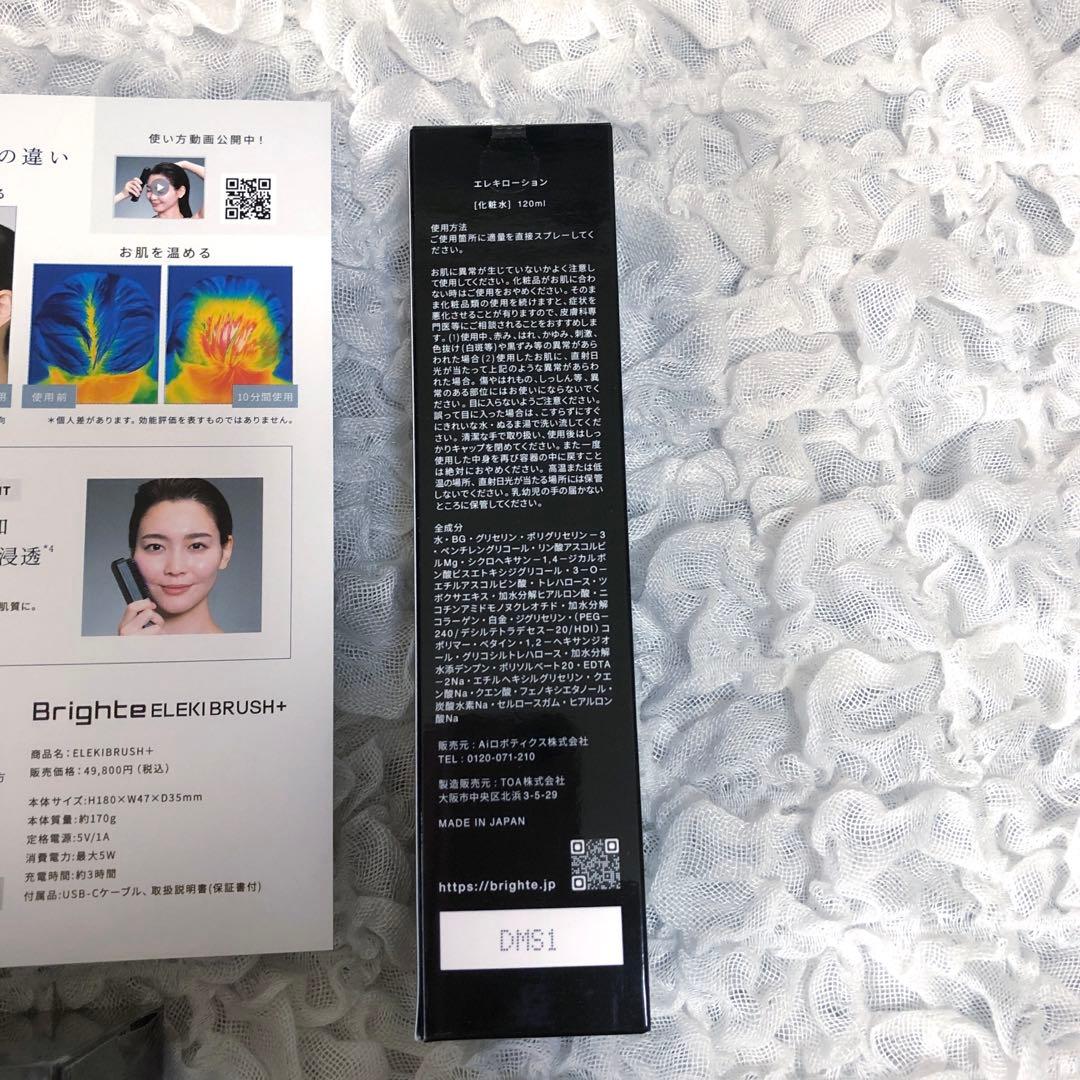 の違い
使い方動画公開中！
る
お肌を温める
使用前
10分間使用
＊個人差があります。効能評価を表すものではありません。
向
NT
加
浸透*4
肌質に。
Brighte ELEKI BRUSH+
商品名：ELEKIBRUSH＋
販売価格：49,800円（税込）
方
本体サイズ:H180×W47×D35mm
本体質量：約170g
定格電源：5V/1A
消費電力：最大5W
充電時間：約3時間
付属品：USB-Cケーブル、取扱説明書(保証書付)
エレキローション
[化粧水] 120ml
使用方法
ご使用箇所に適量を直接スプレーしてく
ださい。
お肌に異常が生じていないかよく注意し
て使用してください。化粧品がお肌に合わ
ない時はご使用をおやめください。そのま
ま化粧品類の使用を続けますと、症状を
悪化させることが有りますので、皮膚科専
門医等にご相談されることをおすすめしま
す。(1)使用中、赤み、はれ、かゆみ、刺激、
色抜け(白斑等)や黒ずみ等の異常があら
われた場合(2)使用したお肌に、直射日
光が当たって上記のような異常があらわ
れた場合。傷やはれもの、しっしん等、異
常のある部位にはお使いにならないでく
ださい。目に入らないようご注意ください。
誤って目に入った場合は、こすらずにすぐ
にきれいな水・ぬるま湯で洗い流してくだ
さい。清潔な手で取り扱い、使用後はしっ
かりキャップを閉めてください。また一度
使用した中身を再び容器の中に戻すこと
は絶対におやめください。高温または低
温の場所、直射日光が当たる場所には保管
しないでください。乳幼児の手の届かない
ところに保管してください。
全成分
水・BG・グリセリン・ポリグリセリン－3
・ペンチレングリコール・リン酸アスコルビ
ルMg・シクロヘキサン－1,4－ジカルボ
ン酸ビスエトキシジグリコール・3－O－
エチルアスコルビン酸・トレハロース・ツ
ボクサエキス・加水分解ヒアルロン酸・ニ
コチンアミドモノヌクレオチド・加水分解
コラーゲン・白金・ジグリセリン・（PEG－
240/デシルテトラデセス－20/HDI）コ
ポリマー・ベタイン・1,2－ヘキサンジオ
ール・グリコシルトレハロース・加水分解
水添デンプン・ポリソルベート20・EDTA
－2Na・エチルヘキシルグリセリン・クエ
ン酸Na・クエン酸・フェノキシエタノール・
炭酸水素Na・セルロースガム・ヒアルロン
酸Na
販売元：Aiロボティクス株式会社
TEL：0120-071-210
製造販売元：TOA株式会社
大阪市中央区北浜3-5-29
MADE IN JAPAN
https://brighte.jp
DMS1